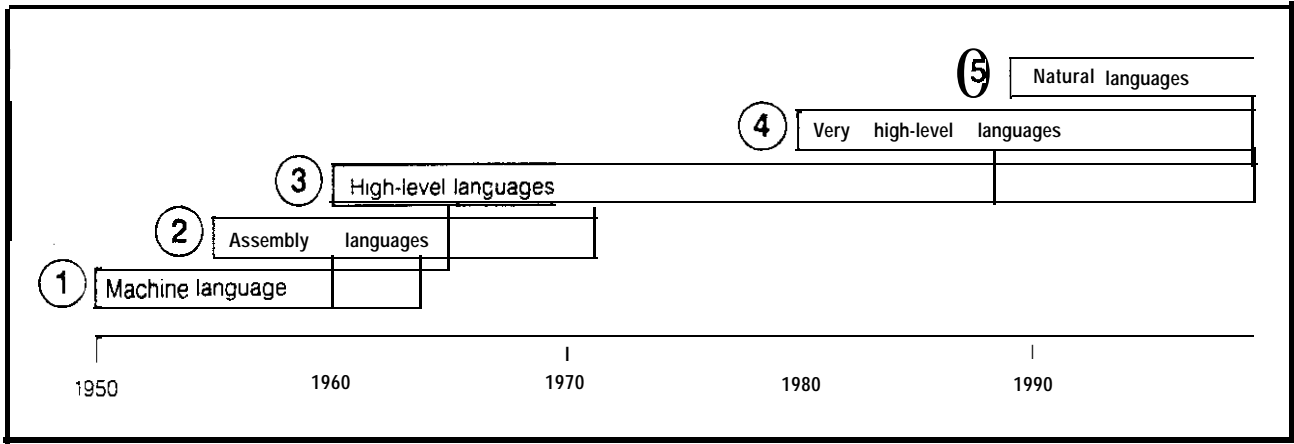 5 Natural languages
4 Very high-level languages
3 High-level languages
2 Assembly languages
1 Machine language
1950 1960 1970 1980 1990